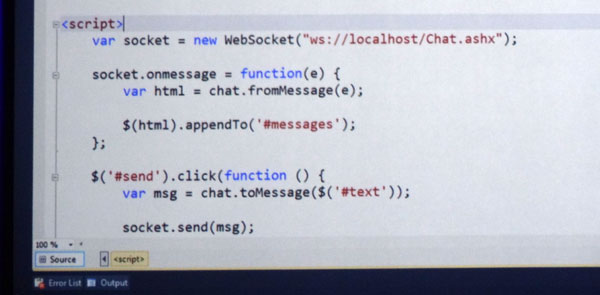 <script>
var socket = new WebSocket("ws://localhost/Chat.ashx");
socket.onmessage = function(e) {
var html = chat.fromMessage(e);
$(html).appendTo('#messages');
};
$('#send').click(function () {
var msg = chat.toMessage($('#text'));
socket.send(msg);
100 %
Source <script>
Error List Output